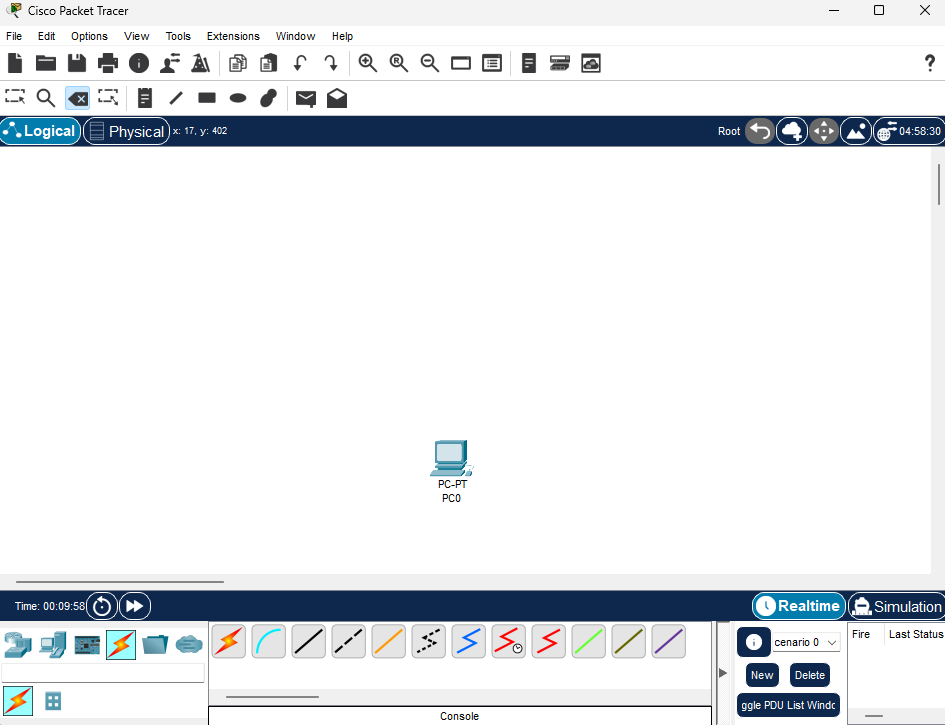 Cisco Packet Tracer
File Edit Options View Tools Extensions Window Help
Logical Physical x: 17, y: 402 Root 04:58:30
PC-PT
PC0
Time: 00:09:58 Realtime Simulation
cenario 0 Fire Last Status
New Delete
ggle PDU List Windo
Console